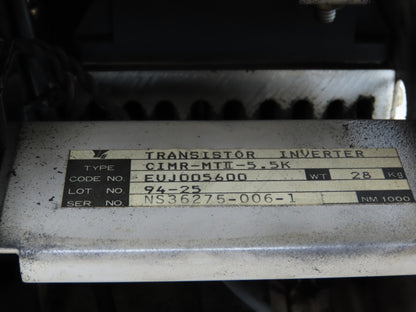 TRANSISTOR INVERTER
TYPE CIMR-MTII-5.5K
CODE NO. EUJ005600 WT 28 Kg
LOT NO. 94-25
SER NO. NS36275-006-1 NM 1000